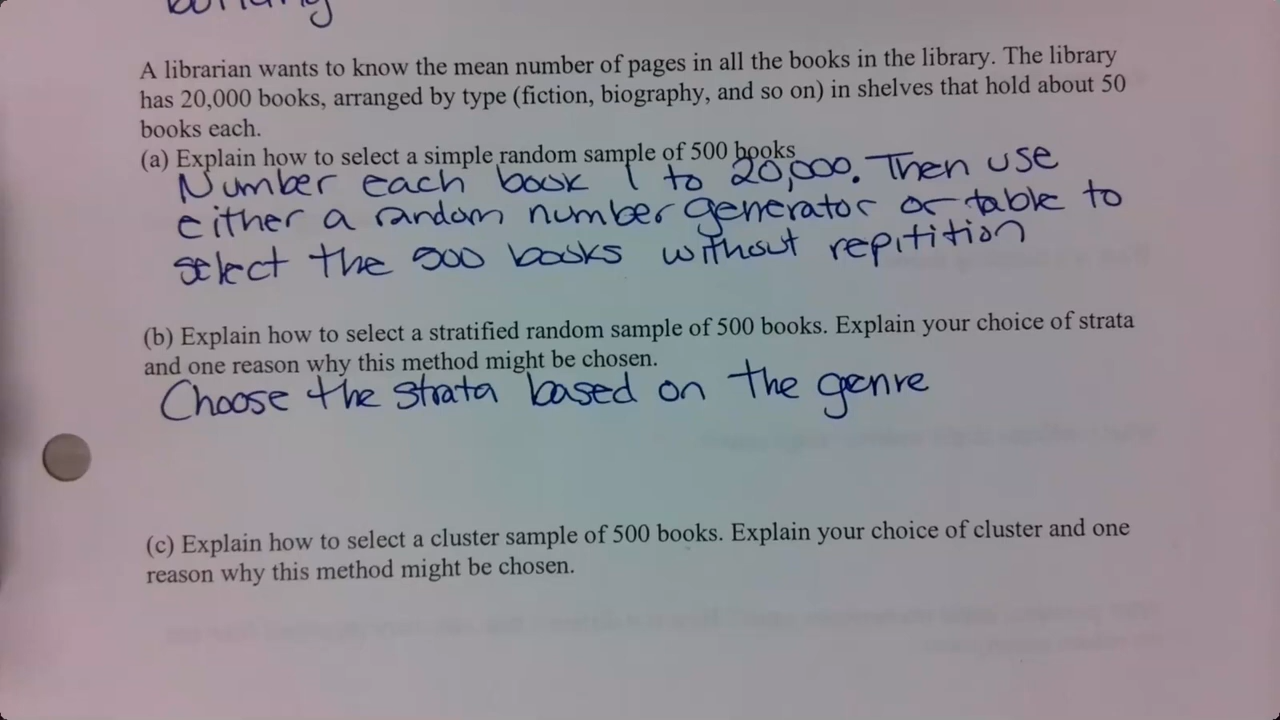 A librarian wants to know the mean number of pages in all the books in the library. The library
has 20,000 books, arranged by type (fiction, biography, and so on) in shelves that hold about 50
books each.
(a) Explain how to select a simple random sample of 500 books
Number each book 1 to 20,000. Then use
either a random number generator or table to
select the 500 books without repitition
(b) Explain how to select a stratified random sample of 500 books. Explain your choice of strata
and one reason why this method might be chosen.
Choose the strata based on the genre
(c) Explain how to select a cluster sample of 500 books. Explain your choice of cluster and one
reason why this method might be chosen.